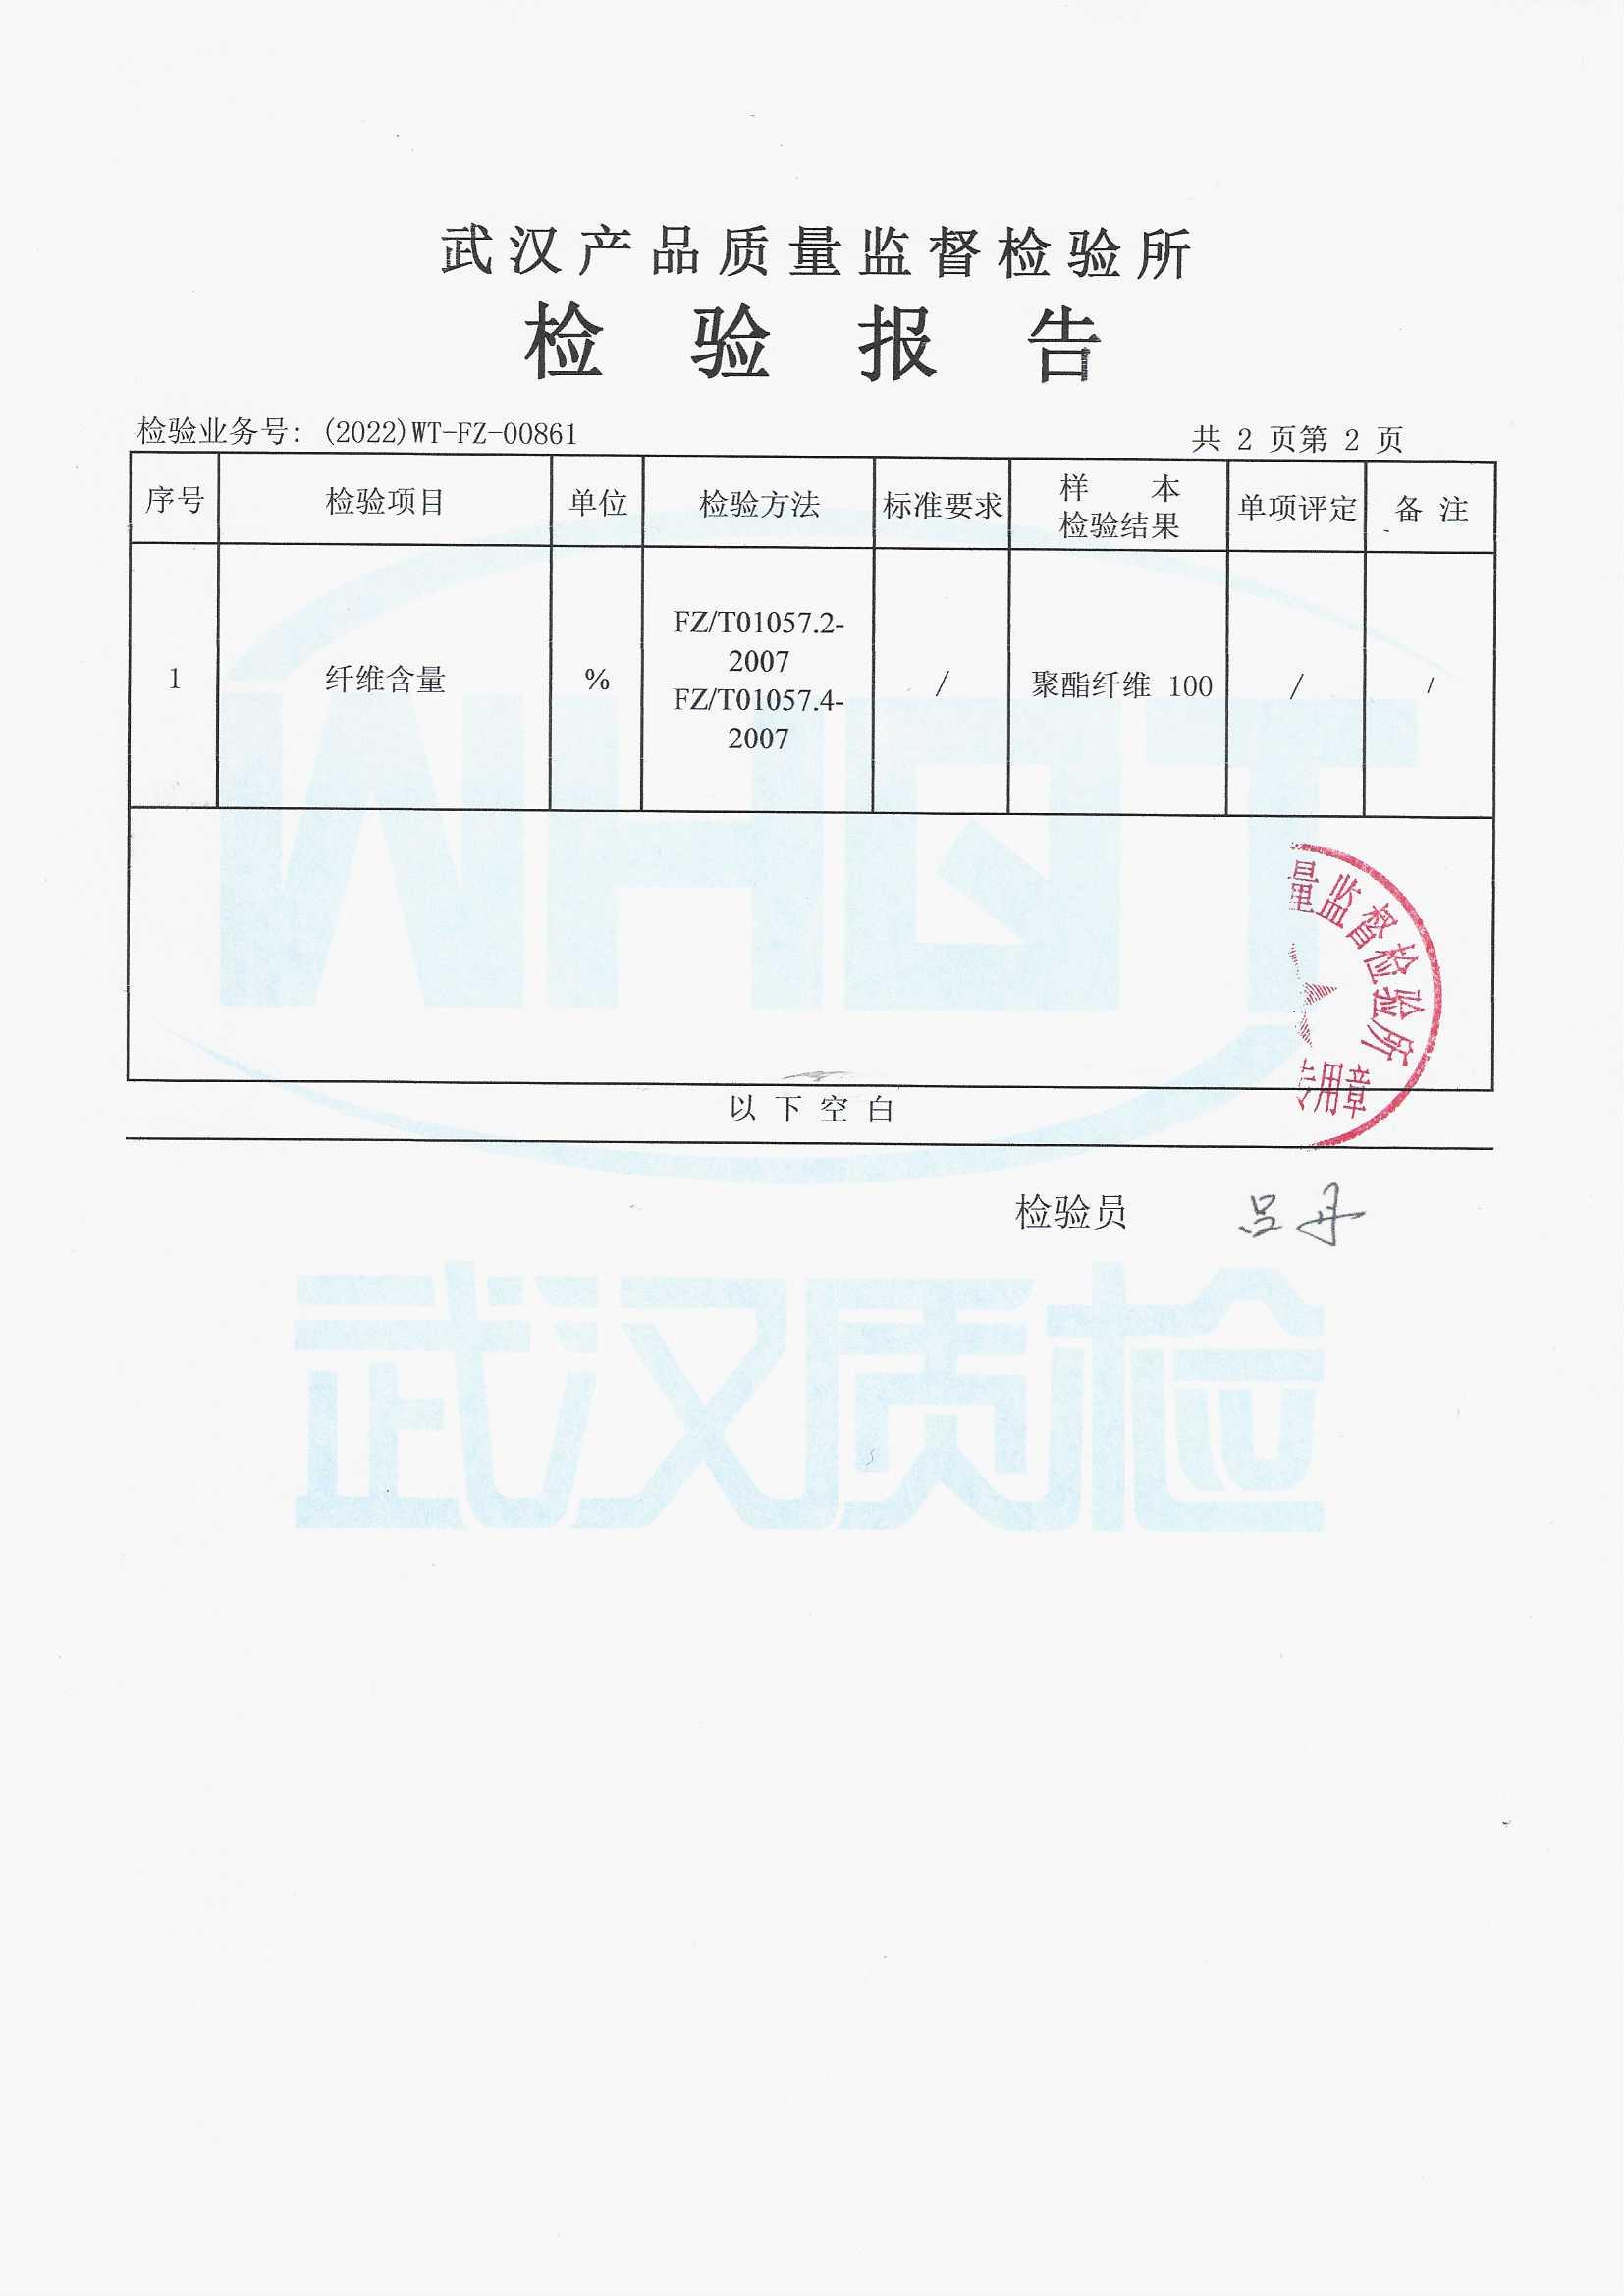 武汉产品质量监督检验所
检验报告
检验业务号: (2022)WT-FZ-00861
共 2 页第 2 页
序号 检验项目 单位 检验方法 标准要求 样 本 检验结果 单项评定 备 注
1 纤维含量 % FZ/T01057.2-2007 FZ/T01057.4-2007 / 聚酯纤维 100 / /
量监督检验所
专用章
以下空白
检验员 吕丹
WHQT
武汉质检